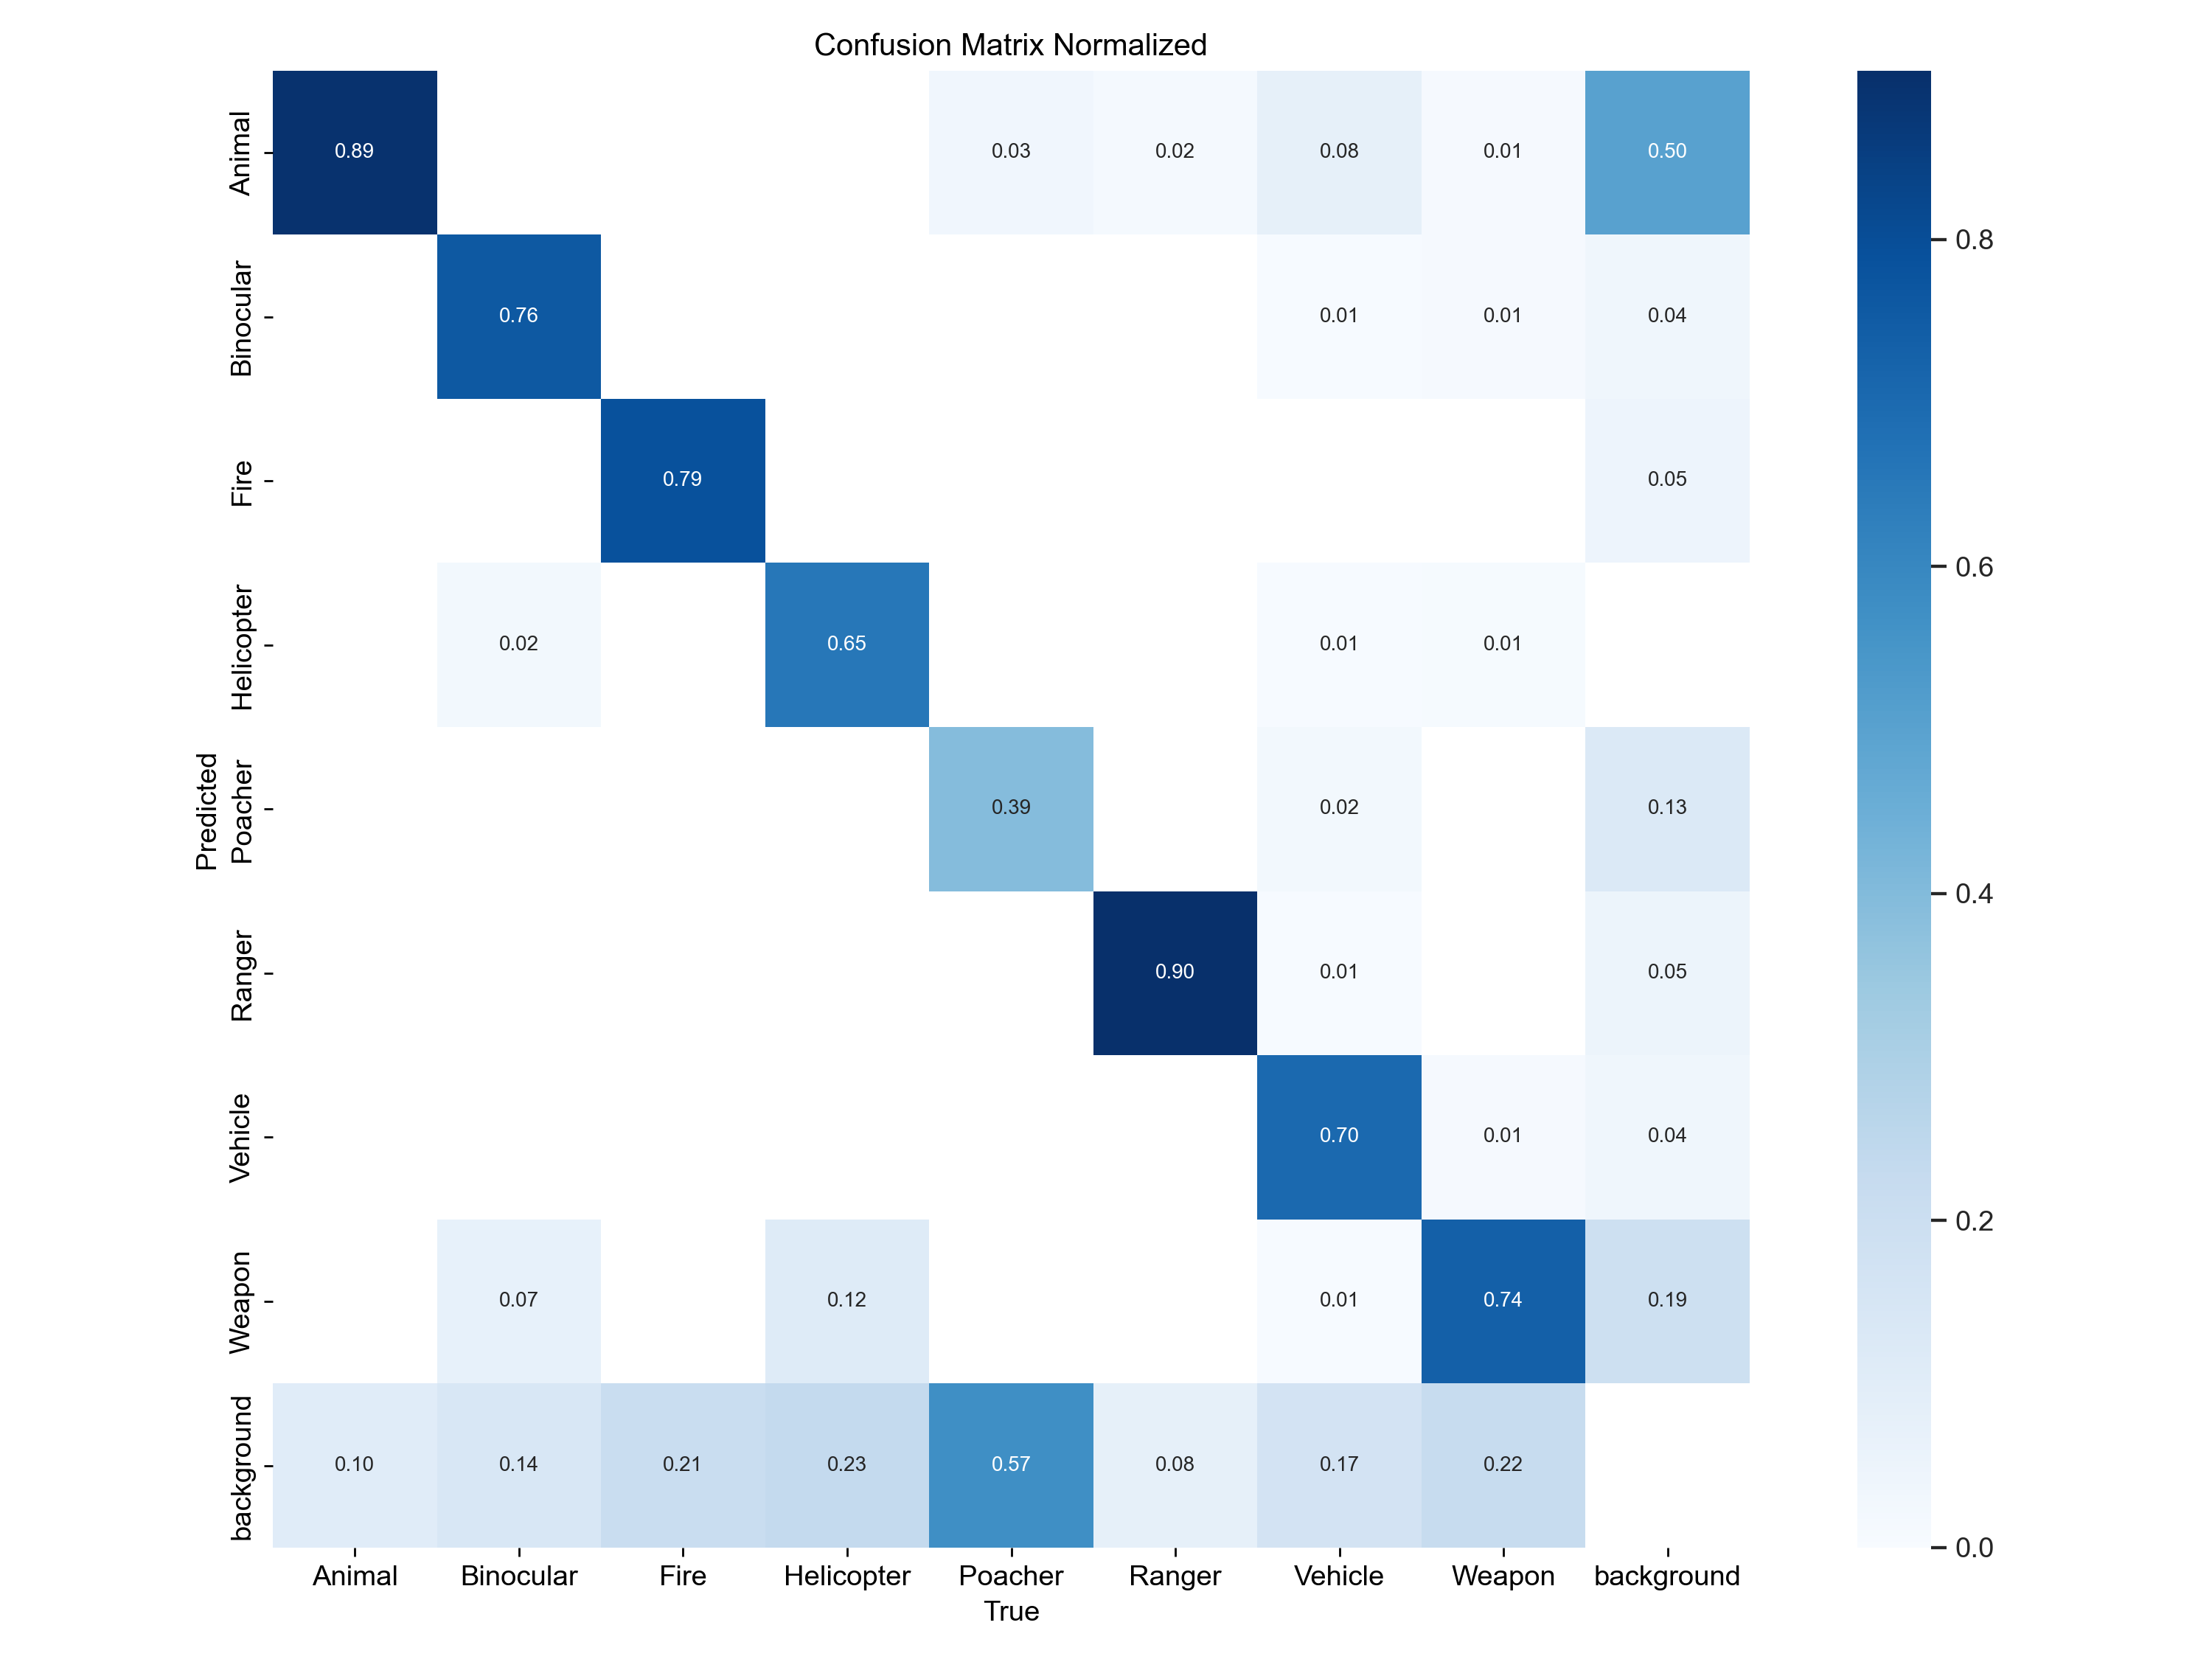 Confusion Matrix Normalized
Animal 0.89 0.03 0.02 0.08 0.01 0.50
Binocular 0.76 0.01 0.01 0.04
Fire 0.79 0.05
Helicopter 0.02 0.65 0.01 0.01
Poacher 0.39 0.02 0.13
Ranger 0.90 0.01 0.05
Vehicle 0.70 0.01 0.04
Weapon 0.07 0.12 0.01 0.74 0.19
background 0.10 0.14 0.21 0.23 0.57 0.08 0.17 0.22
Predicted
Animal Binocular Fire Helicopter Poacher Ranger Vehicle Weapon background
True
0.8
0.6
0.4
0.2
0.0